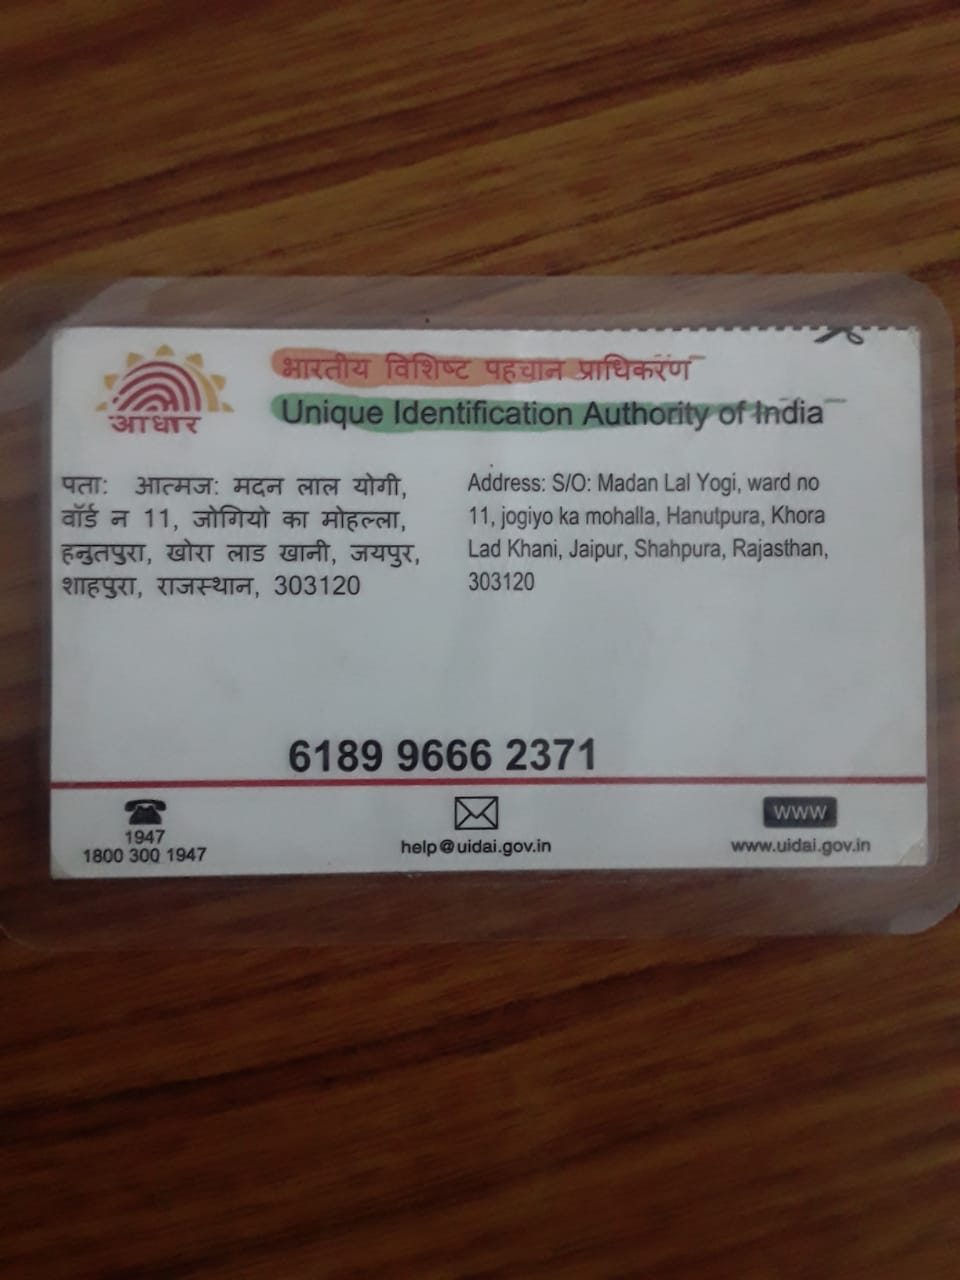 आधार
भारतीय विशिष्ट पहचान प्राधिकरण
Unique Identification Authority of India
पता: आत्मज: मदन लाल योगी,
वॉर्ड न 11, जोगियो का मोहल्ला,
हनुतपुरा, खोरा लाड खानी, जयपुर,
शाहपुरा, राजस्थान, 303120
Address: S/O: Madan Lal Yogi, ward no
11, jogiyo ka mohalla, Hanutpura, Khora
Lad Khani, Jaipur, Shahpura, Rajasthan,
303120
6189 9666 2371
1947
1800 300 1947
help@uidai.gov.in
www
www.uidai.gov.in